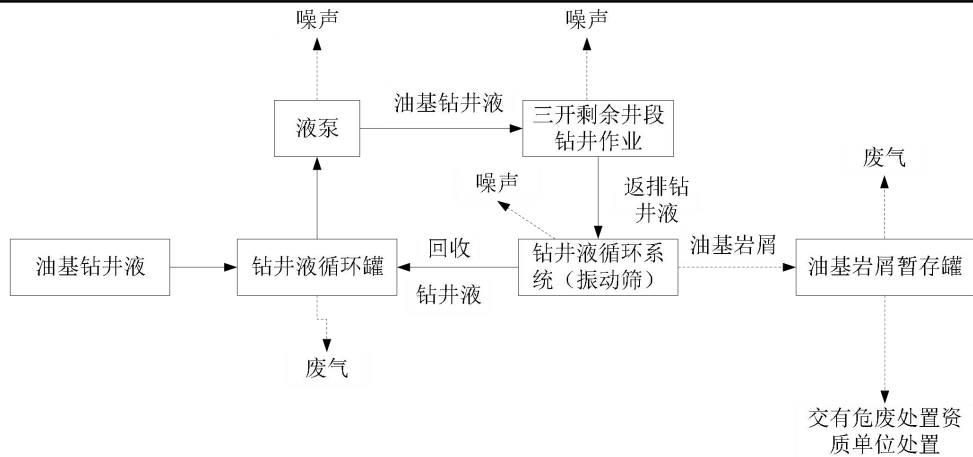 噪声
噪声
油基钻井液
液泵
三开剩余井段
钻井作业
废气
噪声
返排钻
井液
油基钻井液
钻井液循环罐
回收
钻井液
钻井液循环系
统（振动筛）
油基岩屑
油基岩屑暂存罐
废气
交有危废处置资
质单位处置